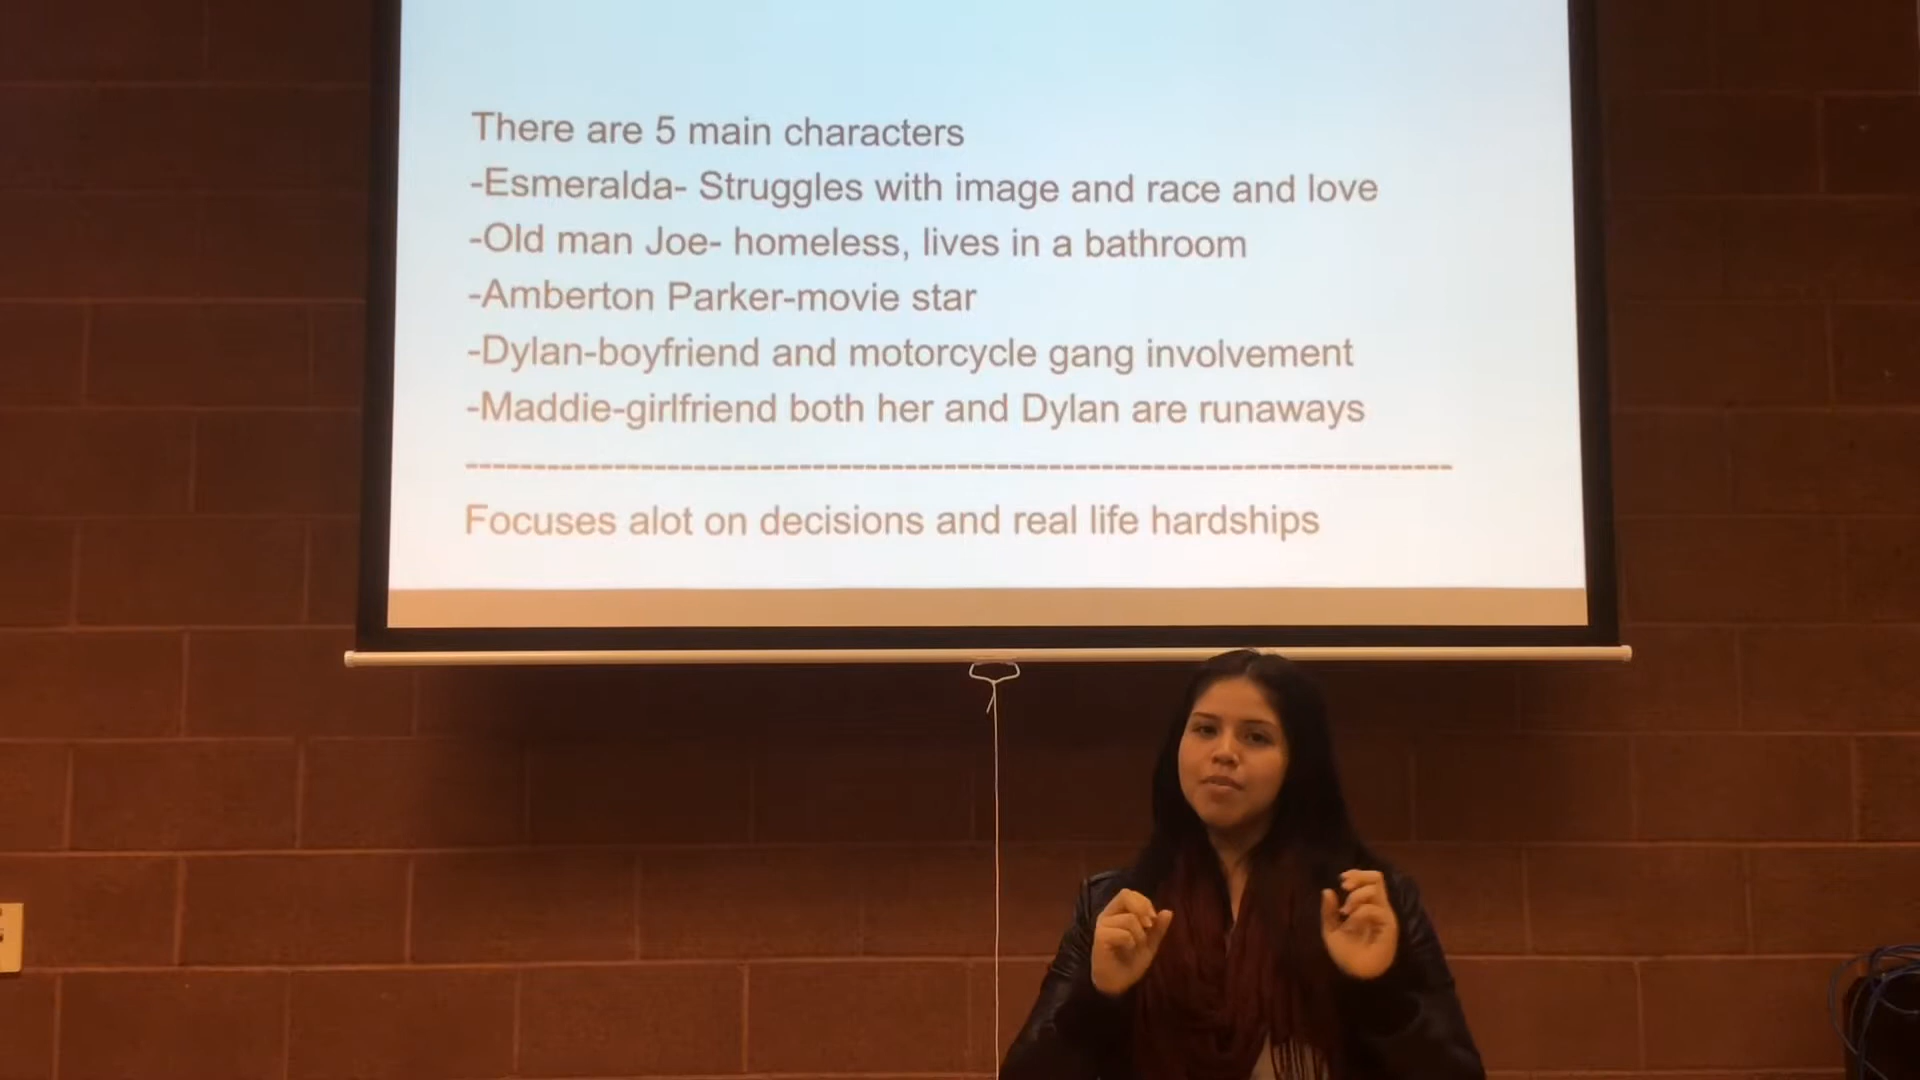 There are 5 main characters
-Esmeralda- Struggles with image and race and love
-Old man Joe- homeless, lives in a bathroom
-Amberton Parker-movie star
-Dylan-boyfriend and motorcycle gang involvement
-Maddie-girlfriend both her and Dylan are runaways
--------------------------------------------------------------------------------
Focuses alot on decisions and real life hardships